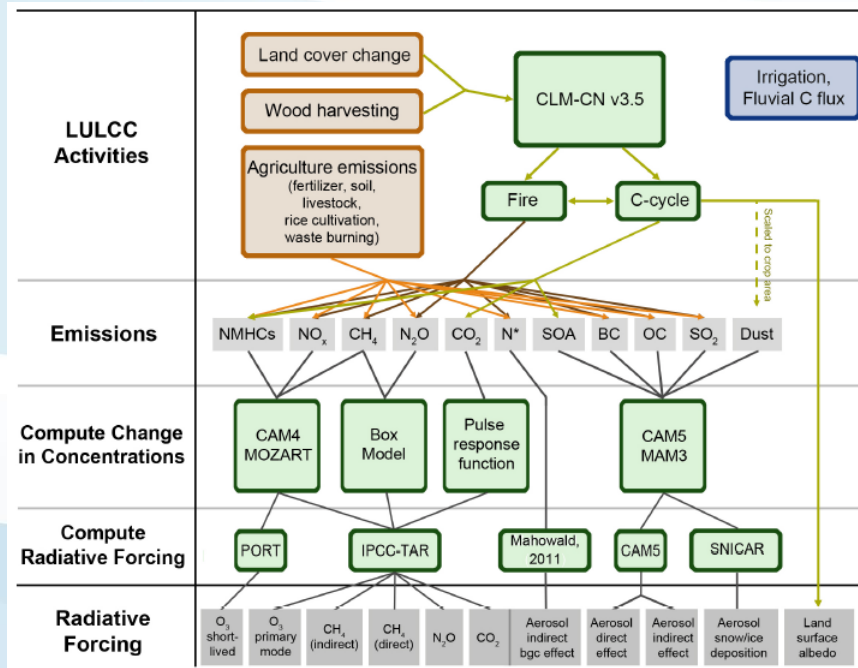 LULCC
Activities
Land cover change
Wood harvesting
Agriculture emissions
(fertilizer, soil,
livestock,
rice cultivation,
waste burning)
CLM-CN v3.5
Irrigation,
Fluvial C flux
Fire
C-cycle
Scaled to crop area
Emissions
NMHCs
NOₓ
CH₄
N₂O
CO₂
N*
SOA
BC
OC
SO₂
Dust
Compute Change
in Concentrations
CAM4
MOZART
Box
Model
Pulse
response
function
CAM5
MAM3
Compute
Radiative Forcing
PORT
IPCC-TAR
Mahowald,
2011
CAM5
SNICAR
Radiative
Forcing
O₃
short-
lived
O₃
primary
mode
CH₄
(indirect)
CH₄
(direct)
N₂O
CO₂
Aerosol
indirect
bgc effect
Aerosol
direct
effect
Aerosol
indirect
effect
Aerosol
snow/ice
deposition
Land
surface
albedo